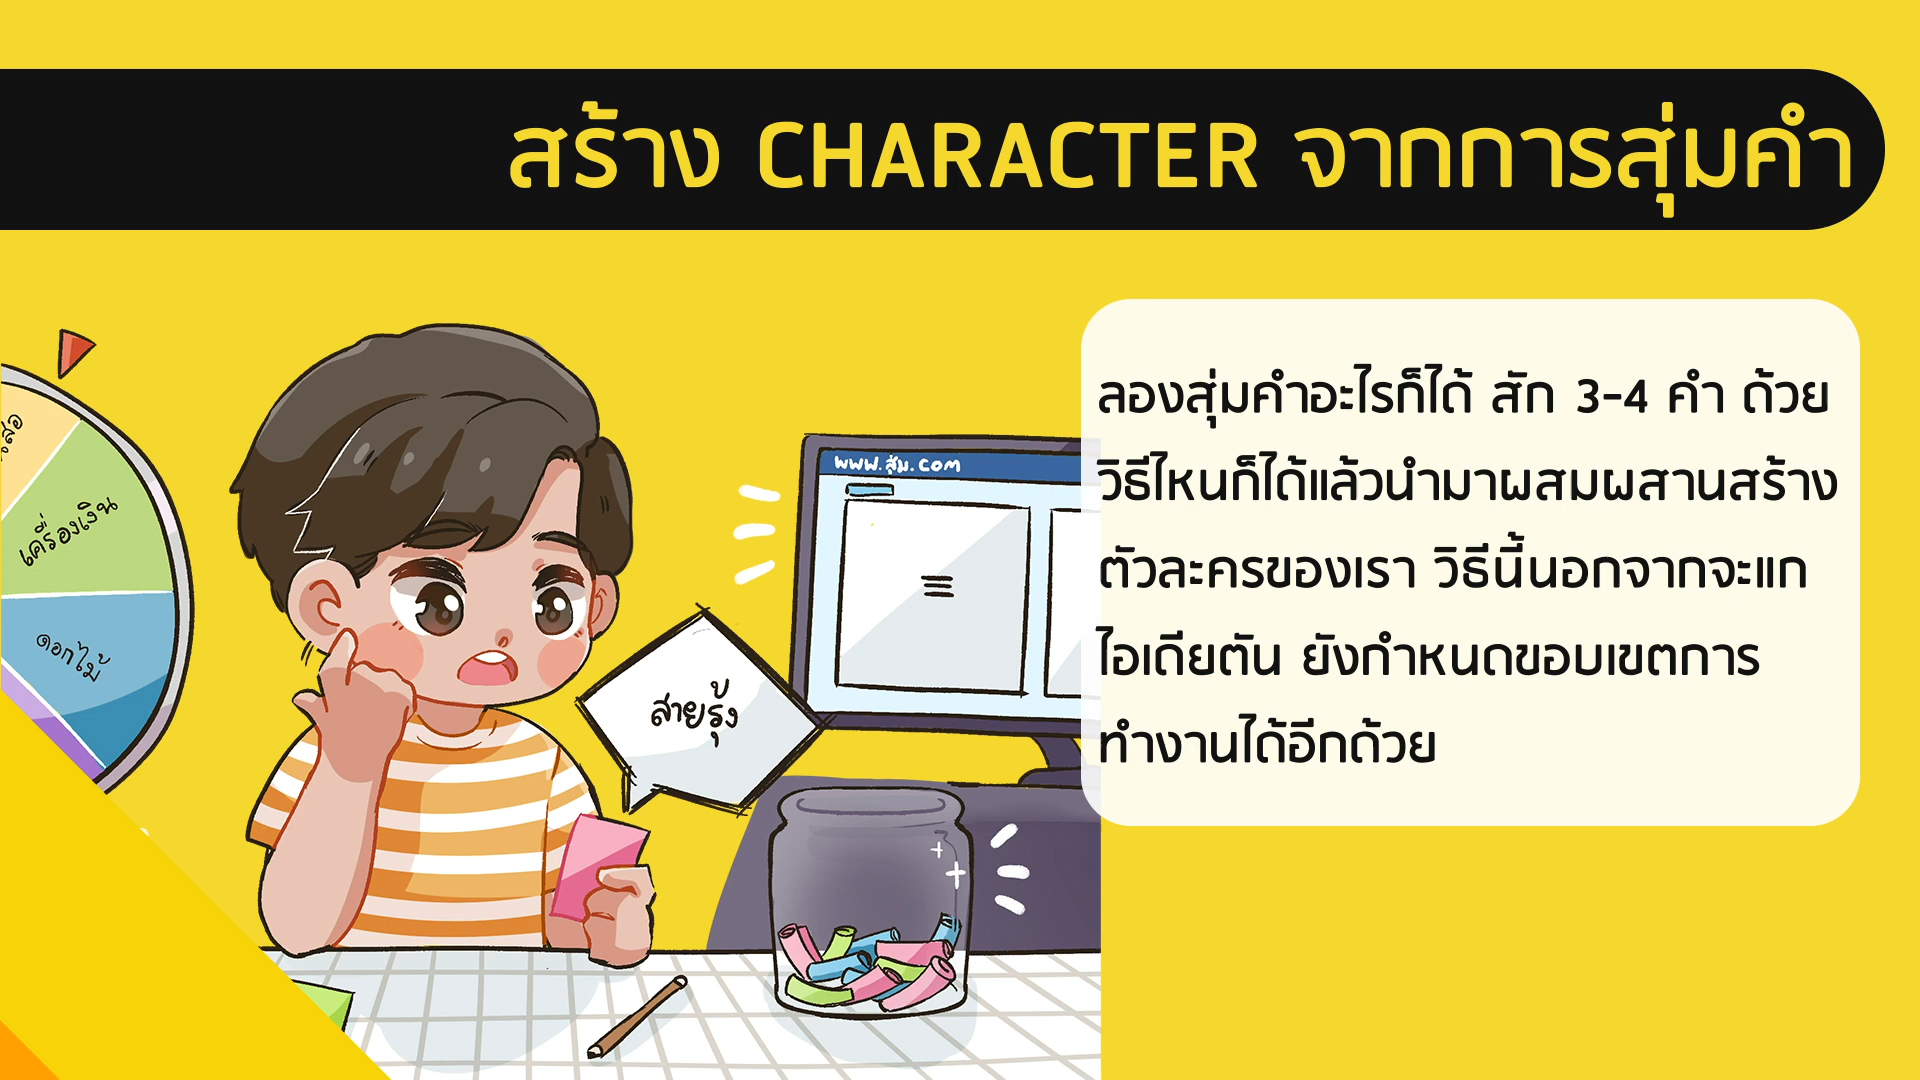 สร้าง CHARACTER จากการสุ่มคำ
ลองสุ่มคำอะไรก็ได้ สัก 3-4 คำ ด้วย
วิธีไหนก็ได้แล้วนำมาผสมผสานสร้าง
ตัวละครของเรา วิธีนี้นอกจากจะแก
ไอเดียตัน ยังกำหนดขอบเขตการ
ทำงานได้อีกด้วย
www.สุ่ม.com
เครื่องเงิน
ดอกไม้
สายรุ้ง